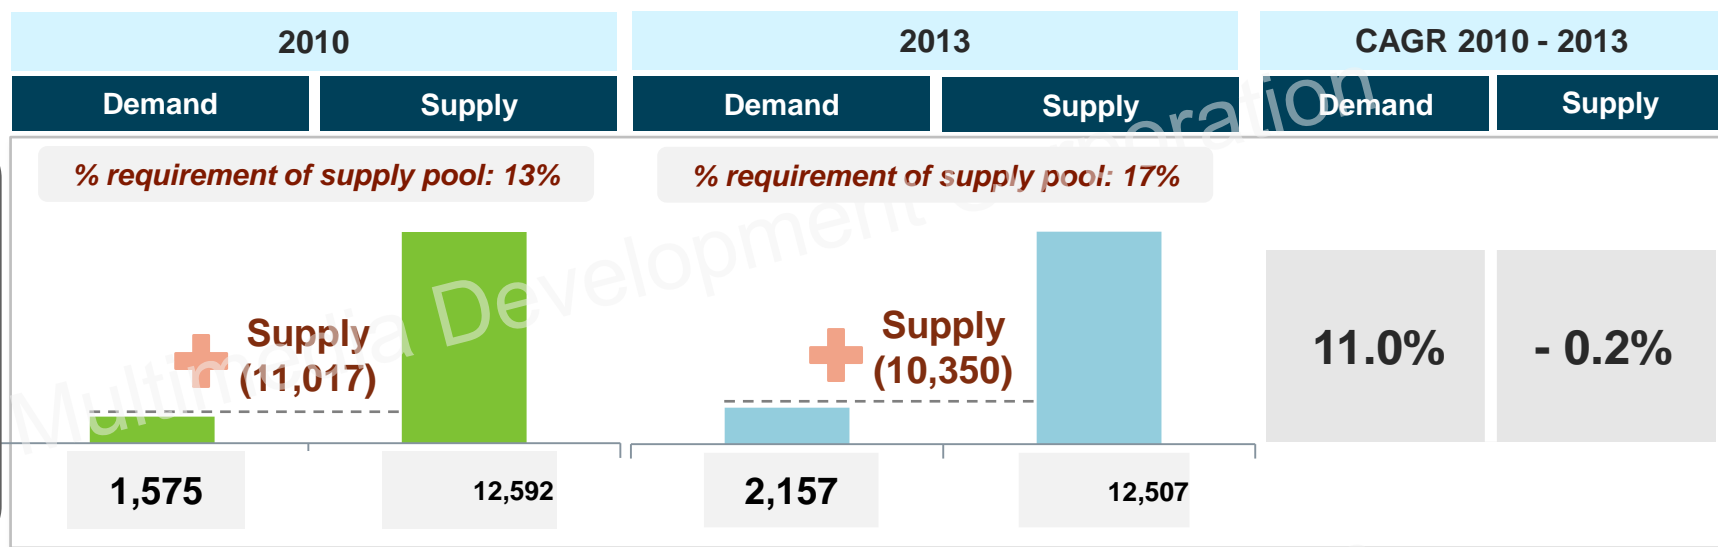 2010
2013
CAGR 2010 - 2013
Demand
Supply
Demand
Supply
Demand
Supply
% requirement of supply pool: 13%
% requirement of supply pool: 17%
Supply
(11,017)
Supply
(10,350)
11.0%
- 0.2%
1,575
12,592
2,157
12,507
Multimedia Development Corporation